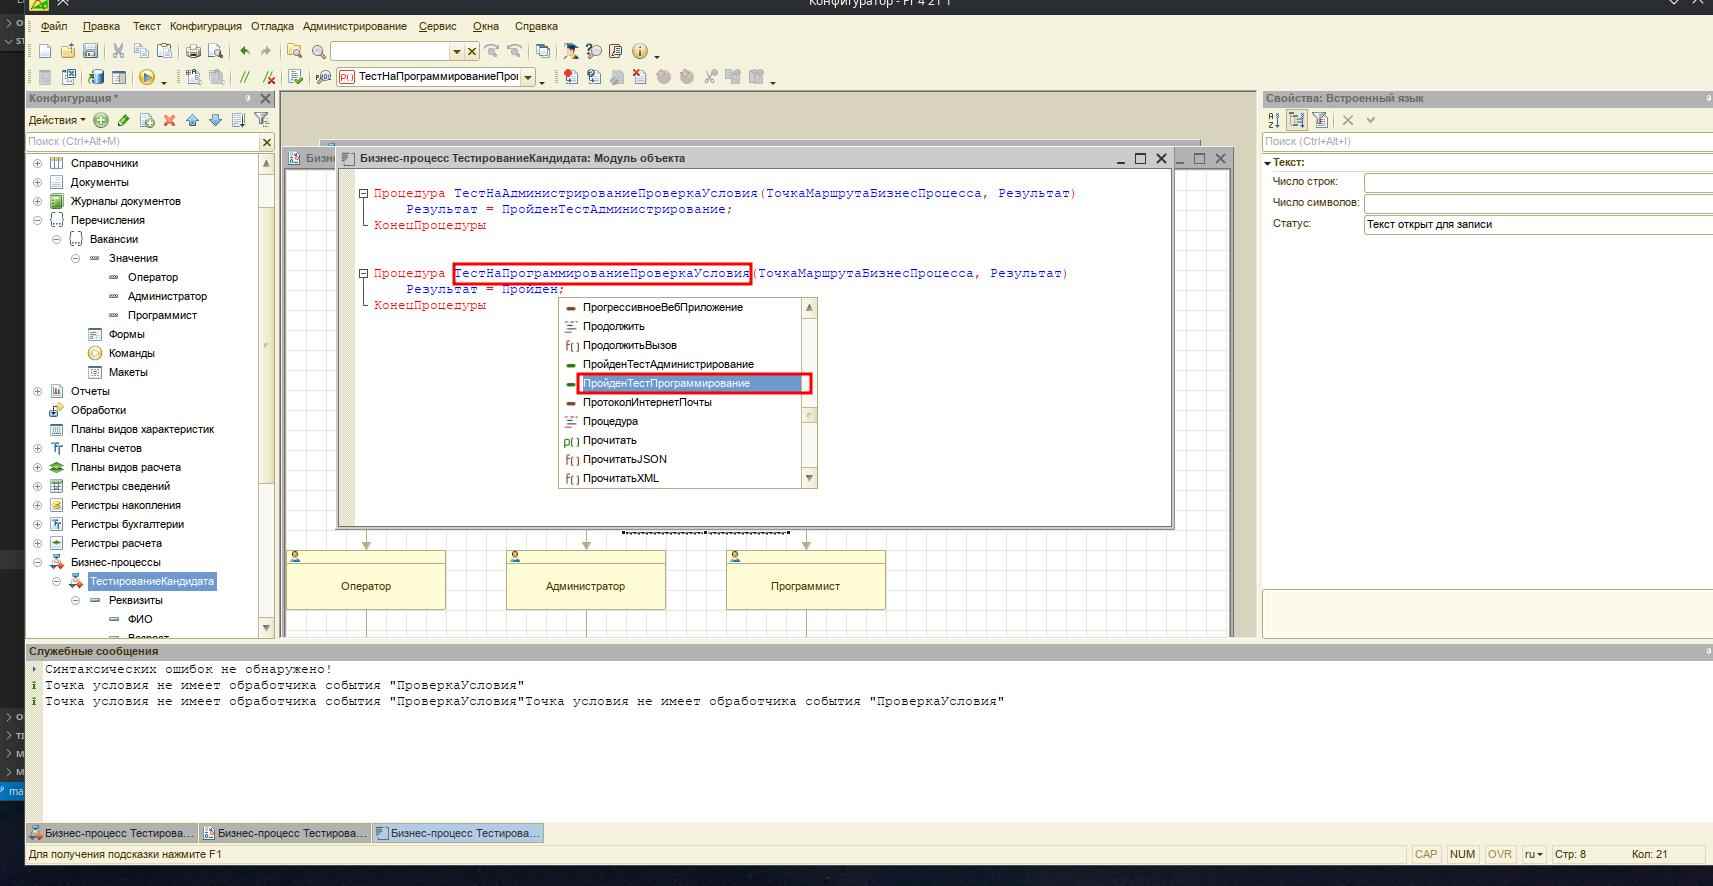 Конфигуратор - РГ 4 21 1
Файл Правка Текст Конфигурация Отладка Администрирование Сервис Окна Справка
ТестНаПрограммированиеПро
Конфигурация *
Действия
Поиск (Ctrl+Alt+M)
Справочники
Документы
Журналы документов
Перечисления
Вакансии
Значения
Оператор
Администратор
Программист
Формы
Команды
Макеты
Отчеты
Обработки
Планы видов характеристик
Планы счетов
Планы видов расчета
Регистры сведений
Регистры накопления
Регистры бухгалтерии
Регистры расчета
Бизнес-процессы
ТестированиеКандидата
Реквизиты
ФИО
Возраст
Бизн
Бизнес-процесс ТестированиеКандидата: Модуль объекта
Процедура ТестНаАдминистрированиеПроверкаУсловия(ТочкаМаршрутаБизнесПроцесса, Результат)
Результат = ПройденТестАдминистрирование;
КонецПроцедуры
Процедура ТестНаПрограммированиеПроверкаУсловия(ТочкаМаршрутаБизнесПроцесса, Результат)
Результат = Пройден;
КонецПроцедуры
ПрогрессивноеВебПриложение
Продолжить
ПродолжитьВызов
ПройденТестАдминистрирование
ПройденТестПрограммирование
ПротоколИнтернетПочты
Процедура
Прочитать
ПрочитатьJSON
ПрочитатьXML
Оператор
Администратор
Программист
Свойства: Встроенный язык
Поиск (Ctrl+Alt+I)
Текст:
Число строк:
Число символов:
Статус: Текст открыт для записи
Служебные сообщения
Синтаксических ошибок не обнаружено!
Точка условия не имеет обработчика события "ПроверкаУсловия"
Точка условия не имеет обработчика события "ПроверкаУсловия"Точка условия не имеет обработчика события "ПроверкаУсловия"
Бизнес-процесс Тестирова... Бизнес-процесс Тестирова... Бизнес-процесс Тестирова...
Для получения подсказки нажмите F1
CAP NUM OVR ru Стр: 8 Кол: 21